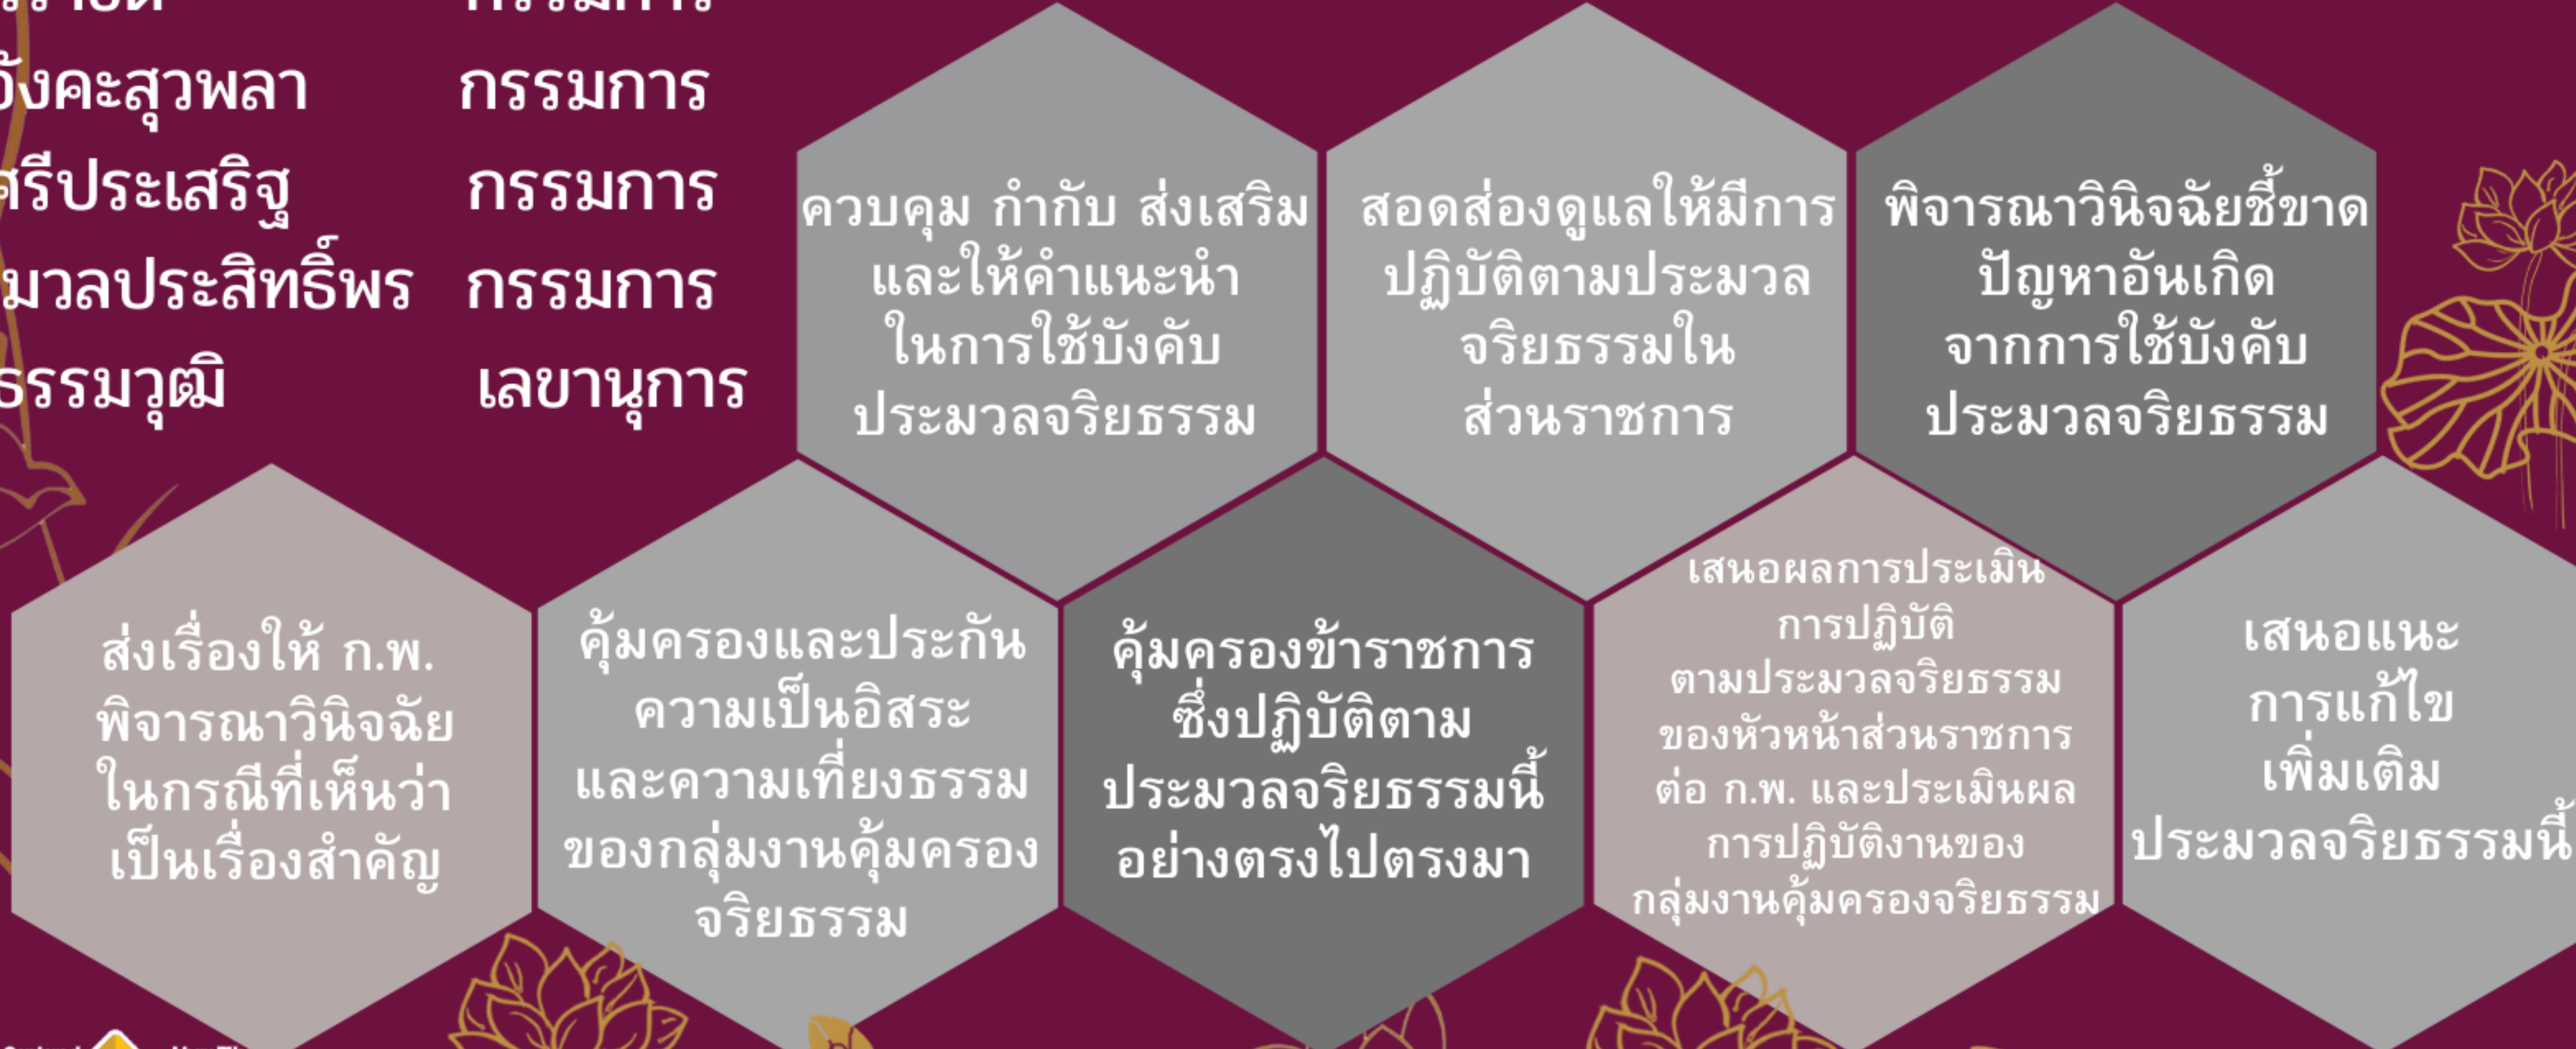 อังคะสุวพลา กรรมการ
ศรีประเสริฐ กรรมการ
มวลประสิทธิ์พร กรรมการ
ธรรมวุฒิ เลขานุการ
ควบคุม กำกับ ส่งเสริม
และให้คำแนะนำ
ในการใช้บังคับ
ประมวลจริยธรรม
สอดส่องดูแลให้มีการ
ปฏิบัติตามประมวล
จริยธรรมใน
ส่วนราชการ
พิจารณาวินิจฉัยชี้ขาด
ปัญหาอันเกิด
จากการใช้บังคับ
ประมวลจริยธรรม
ส่งเรื่องให้ ก.พ.
พิจารณาวินิจฉัย
ในกรณีที่เห็นว่า
เป็นเรื่องสำคัญ
คุ้มครองและประกัน
ความเป็นอิสระ
และความเที่ยงธรรม
ของกลุ่มงานคุ้มครอง
จริยธรรม
คุ้มครองข้าราชการ
ซึ่งปฏิบัติตาม
ประมวลจริยธรรมนี้
อย่างตรงไปตรงมา
เสนอผลการประเมิน
การปฏิบัติ
ตามประมวลจริยธรรม
ของหัวหน้าส่วนราชการ
ต่อ ก.พ. และประเมินผล
การปฏิบัติงานของ
กลุ่มงานคุ้มครองจริยธรรม
เสนอแนะ
การแก้ไข
เพิ่มเติม
ประมวลจริยธรรมนี้